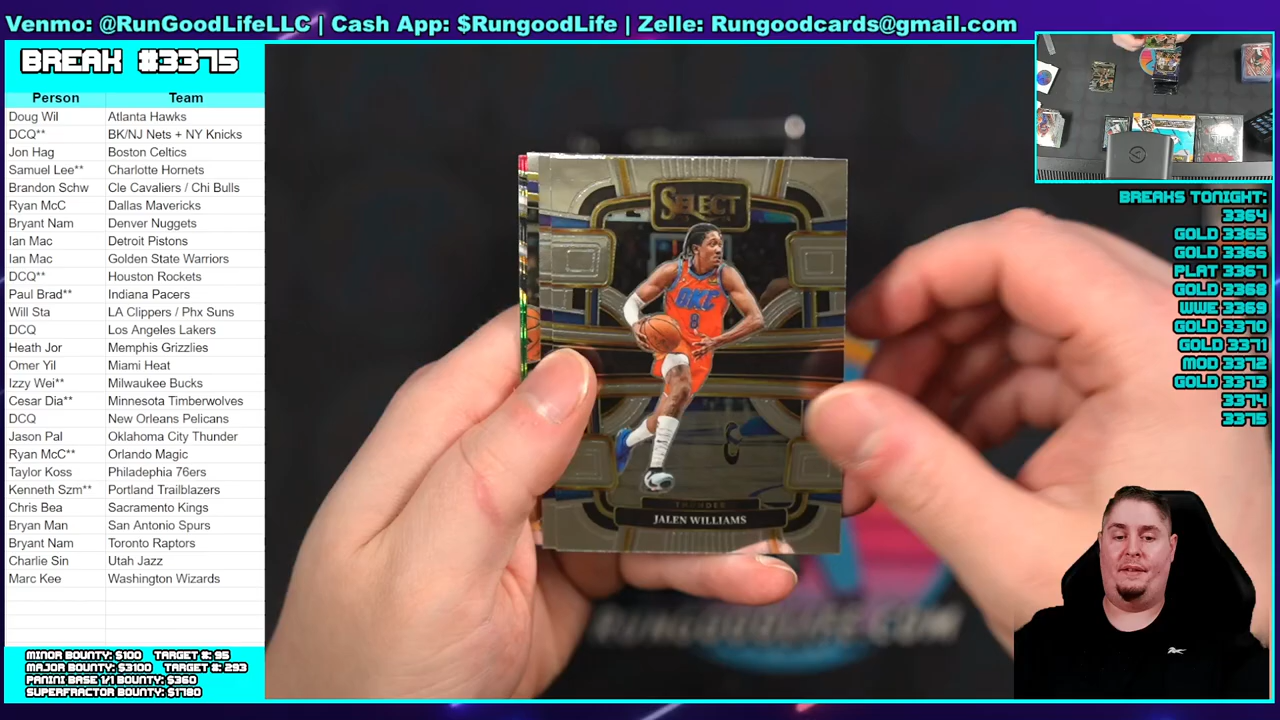 Venmo: @RunGoodLifeLLC | Cash App: $RungoodLife | Zelle: Rungoodcards@gmail.com
BREAK #3375
Person Team
Doug Wil Atlanta Hawks
DCQ** BK/NJ Nets + NY Knicks
Jon Hag Boston Celtics
Samuel Lee** Charlotte Hornets
Brandon Schw Cle Cavaliers / Chi Bulls
Ryan McC Dallas Mavericks
Bryant Nam Denver Nuggets
Ian Mac Detroit Pistons
Ian Mac Golden State Warriors
DCQ** Houston Rockets
Paul Brad** Indiana Pacers
Will Sta LA Clippers / Phx Suns
DCQ Los Angeles Lakers
Heath Jor Memphis Grizzlies
Omer Yil Miami Heat
Izzy Wei** Milwaukee Bucks
Cesar Dia** Minnesota Timberwolves
DCQ New Orleans Pelicans
Jason Pal Oklahoma City Thunder
Ryan McC** Orlando Magic
Taylor Koss Philadephia 76ers
Kenneth Szm** Portland Trailblazers
Chris Bea Sacramento Kings
Bryan Man San Antonio Spurs
Bryant Nam Toronto Raptors
Charlie Sin Utah Jazz
Marc Kee Washington Wizards
MINOR BOUNTY: $100 TARGET #: 95
MAJOR BOUNTY: $3100 TARGET #: 293
PANINI BASE 1/1 BOUNTY: $360
SUPERFRACTOR BOUNTY: $1780
SELECT
OKC
8
THUNDER
JALEN WILLIAMS
BREAKS TONIGHT:
3364
GOLD 3365
GOLD 3366
PLAT 3367
GOLD 3368
WWE 3369
GOLD 3370
GOLD 3371
MOD 3372
GOLD 3373
3374
3375